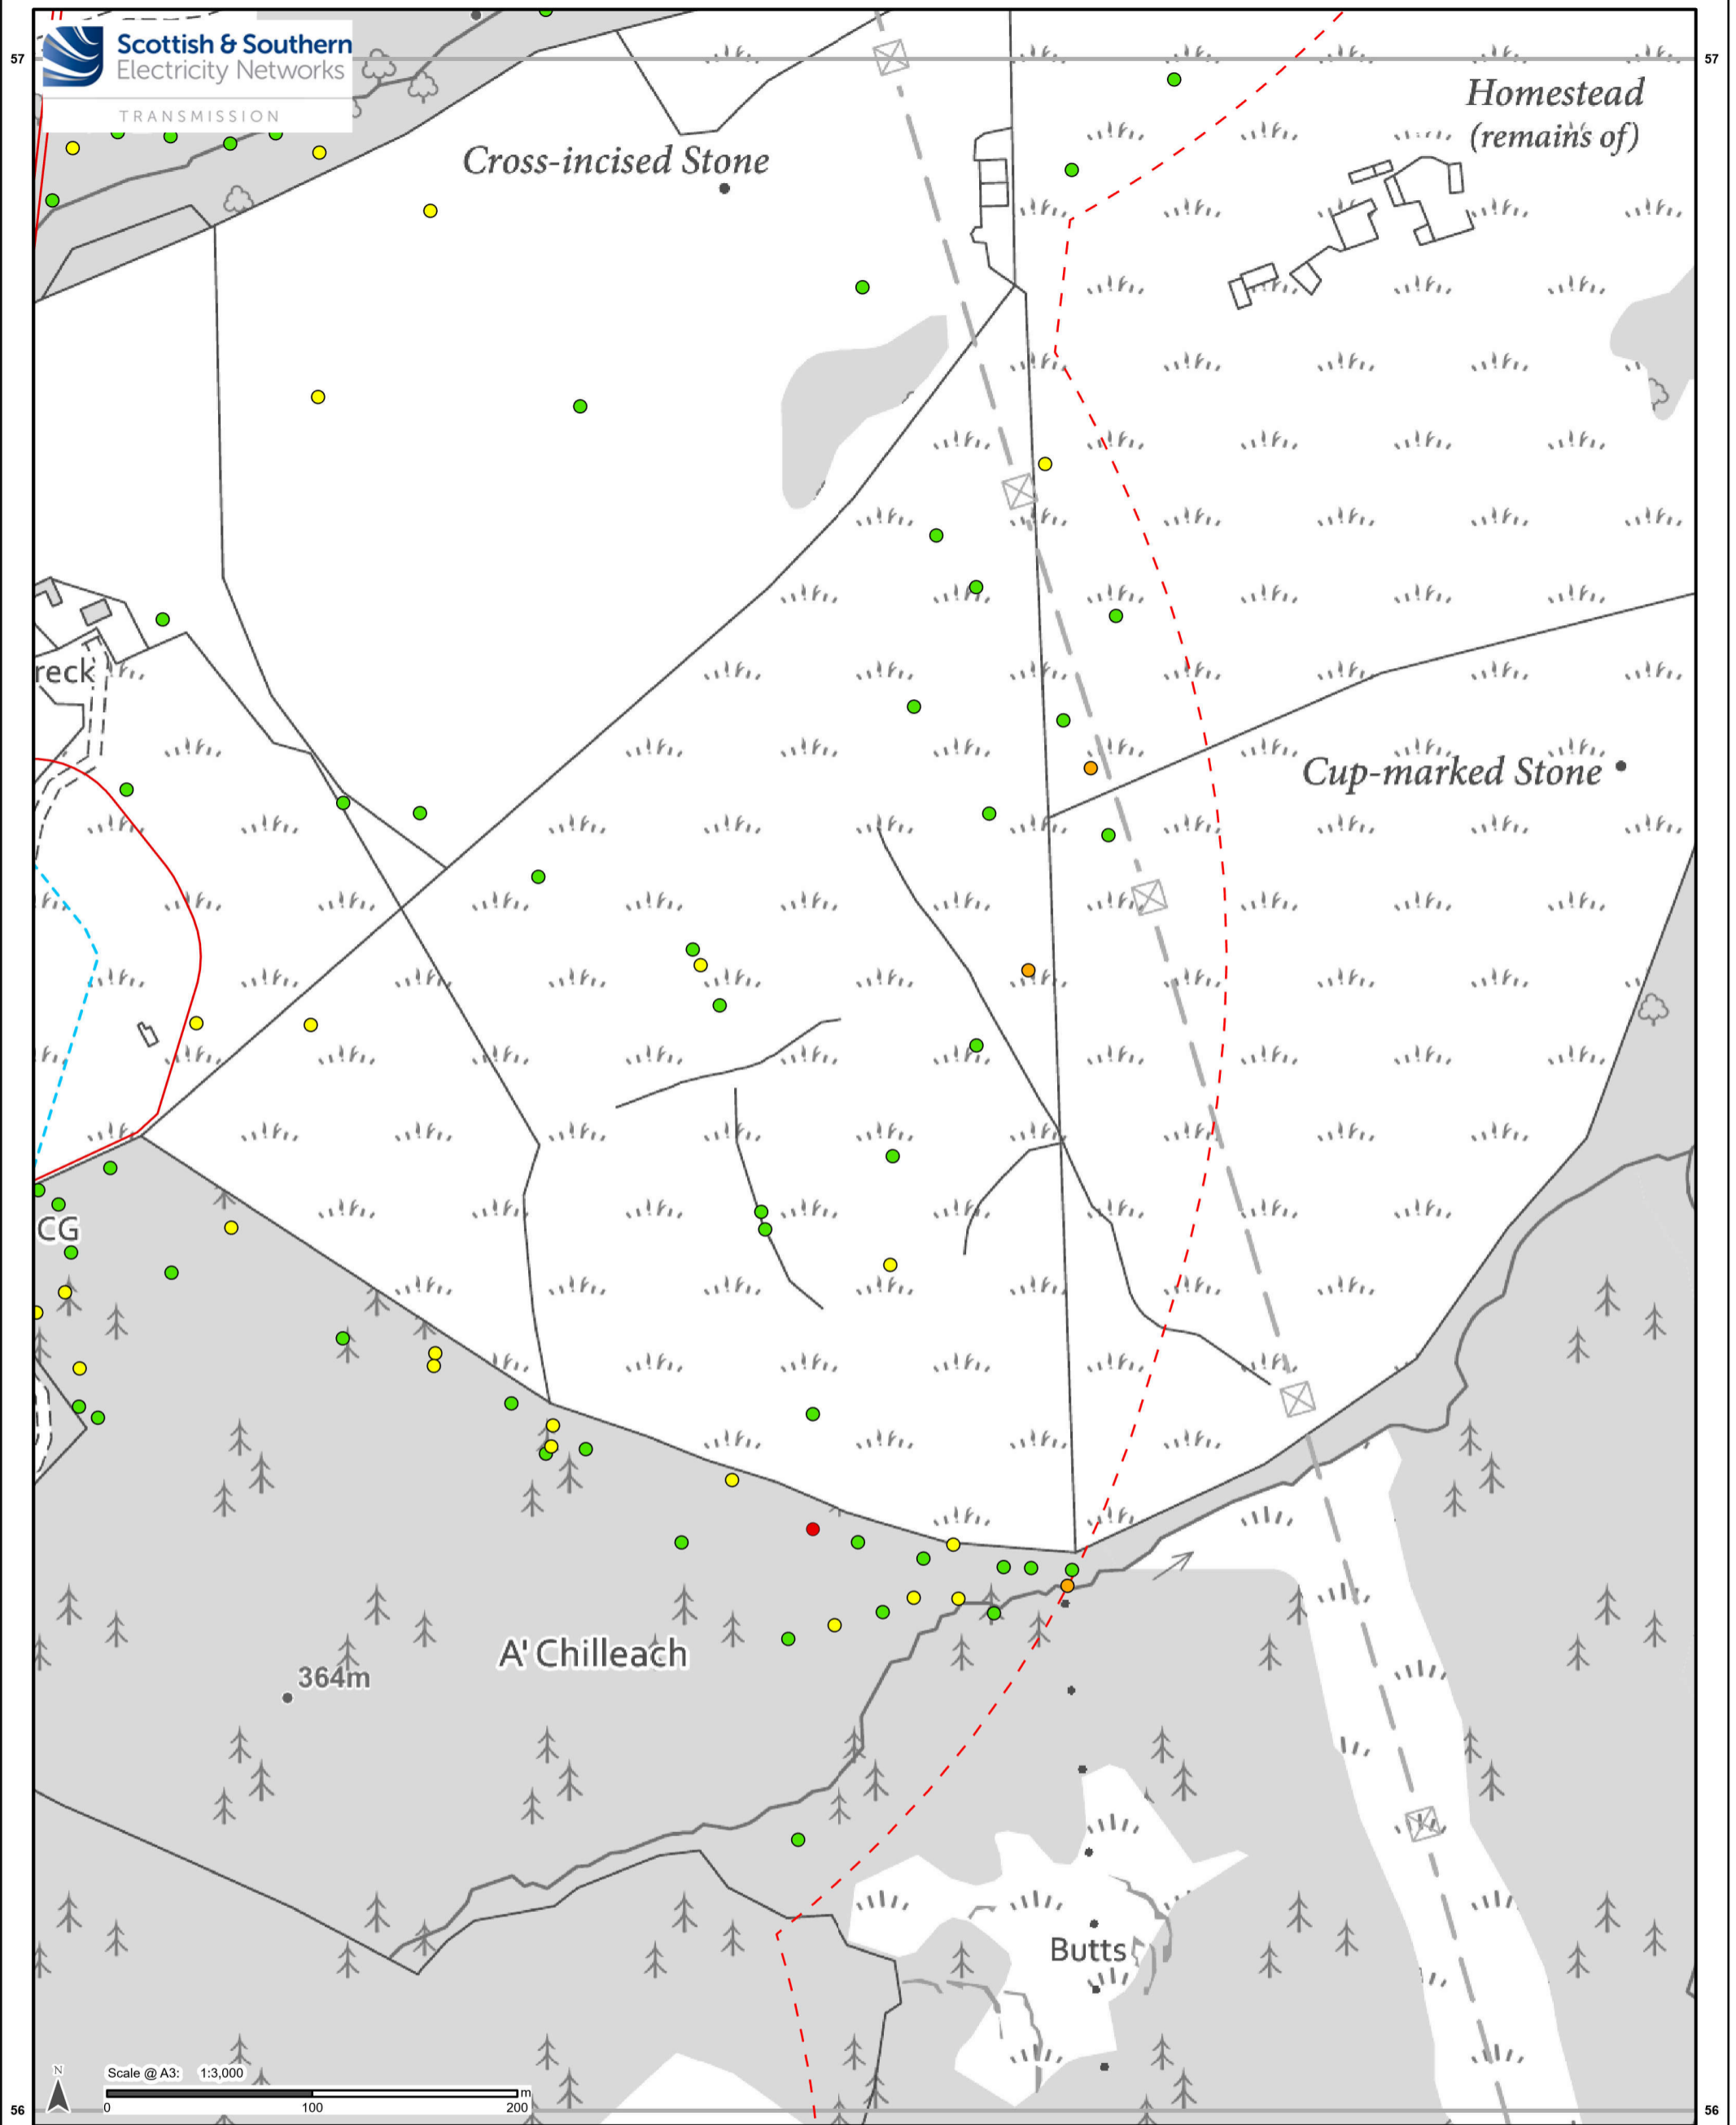 57
57
Scottish & Southern
Electricity Networks
TRANSMISSION
Homestead
(remains of)
Cross-incised Stone
reck
Cup-marked Stone
CG
A' Chilleach
364m
Butts
N
Scale @ A3: 1:3,000
m
0 100 200
56
56